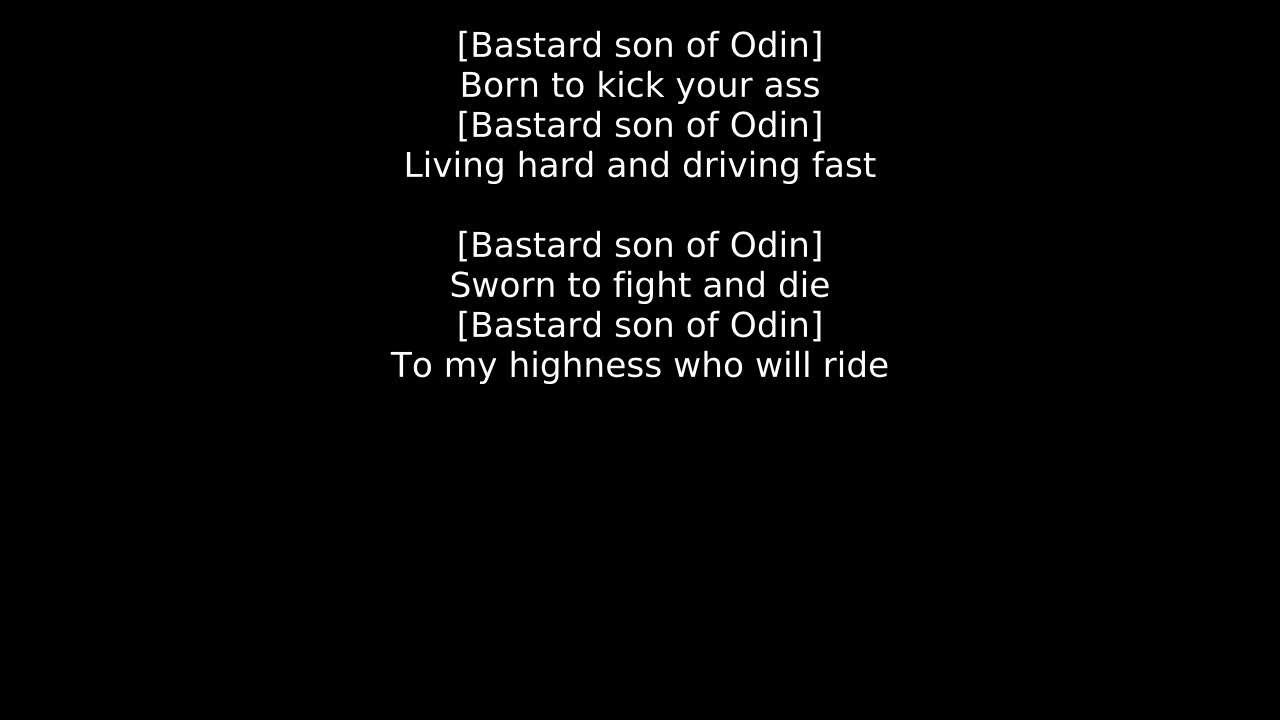 [Bastard son of Odin]
Born to kick your ass
[Bastard son of Odin]
Living hard and driving fast
[Bastard son of Odin]
Sworn to fight and die
[Bastard son of Odin]
To my highness who will ride